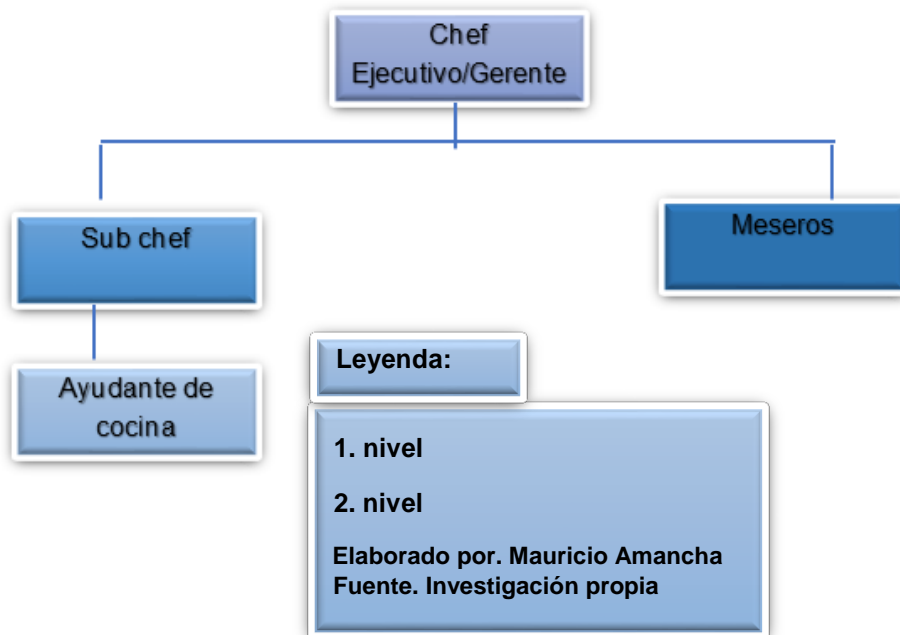 Chef
Ejecutivo/Gerente
Sub chef
Meseros
Ayudante de
cocina
Leyenda:
1. nivel
2. nivel
Elaborado por. Mauricio Amancha
Fuente. Investigación propia